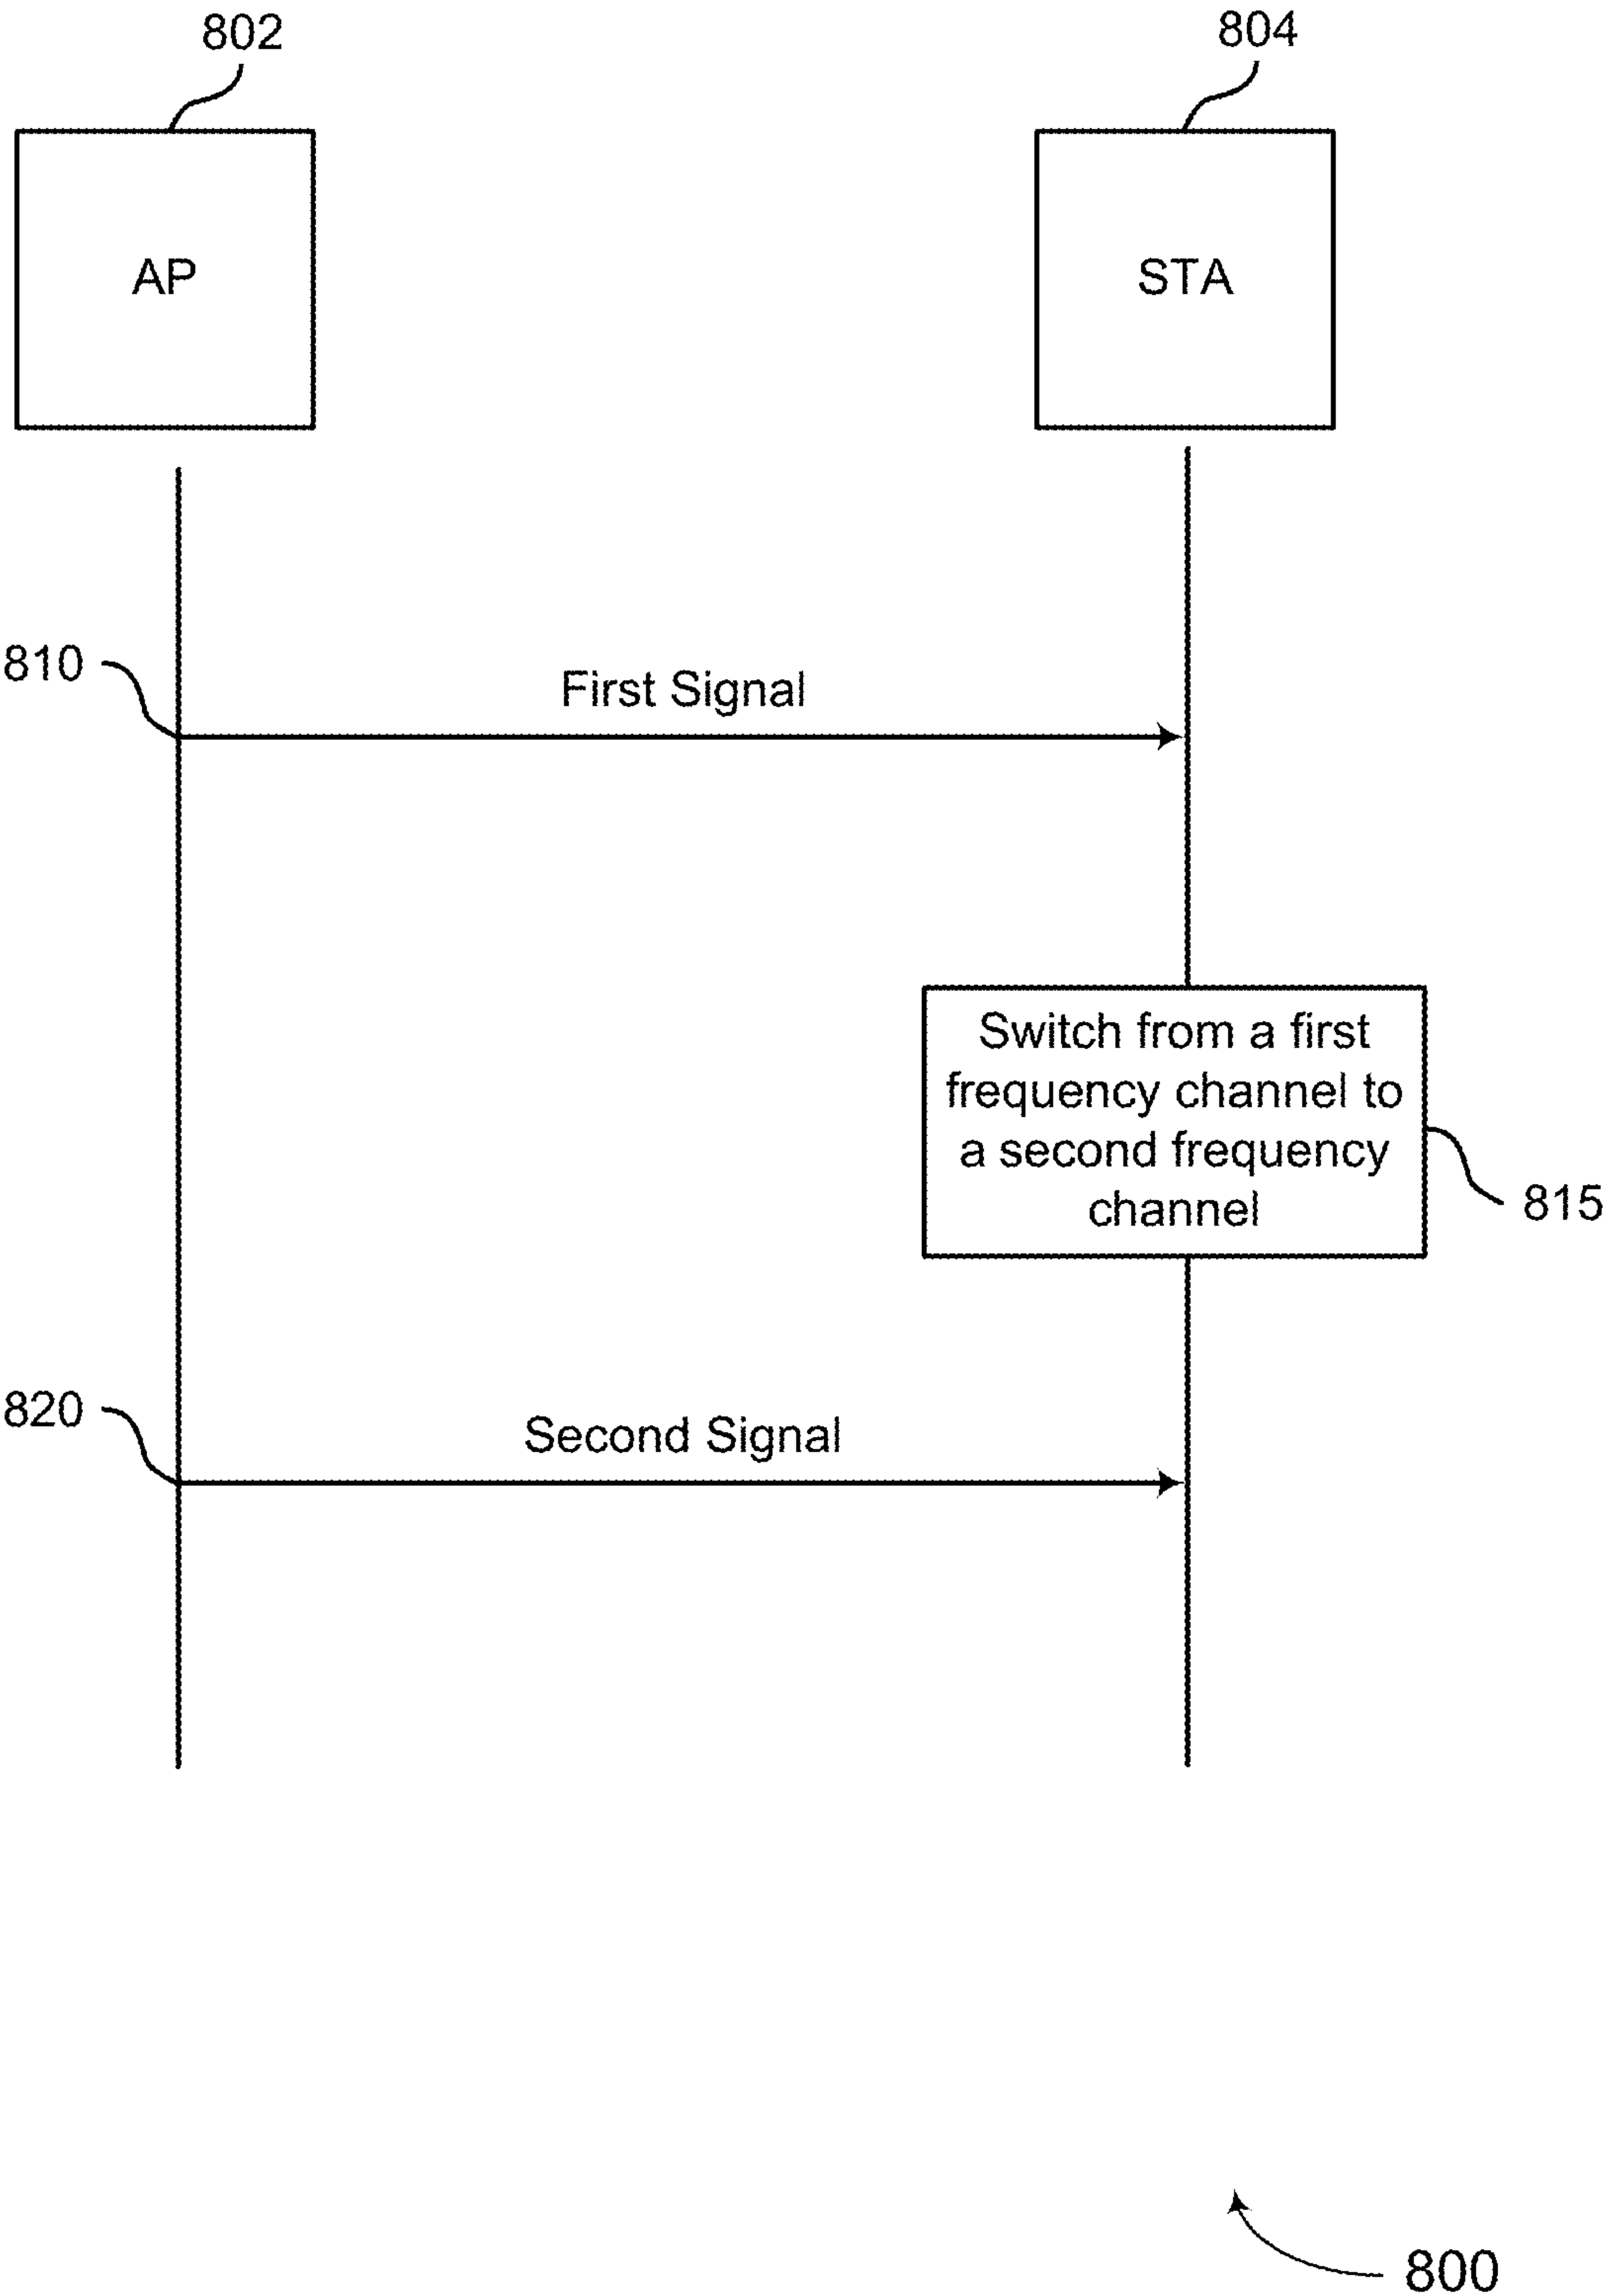 802
804
AP
STA
810
First Signal
Switch from a first
frequency channel to
a second frequency
channel
815
820
Second Signal
800